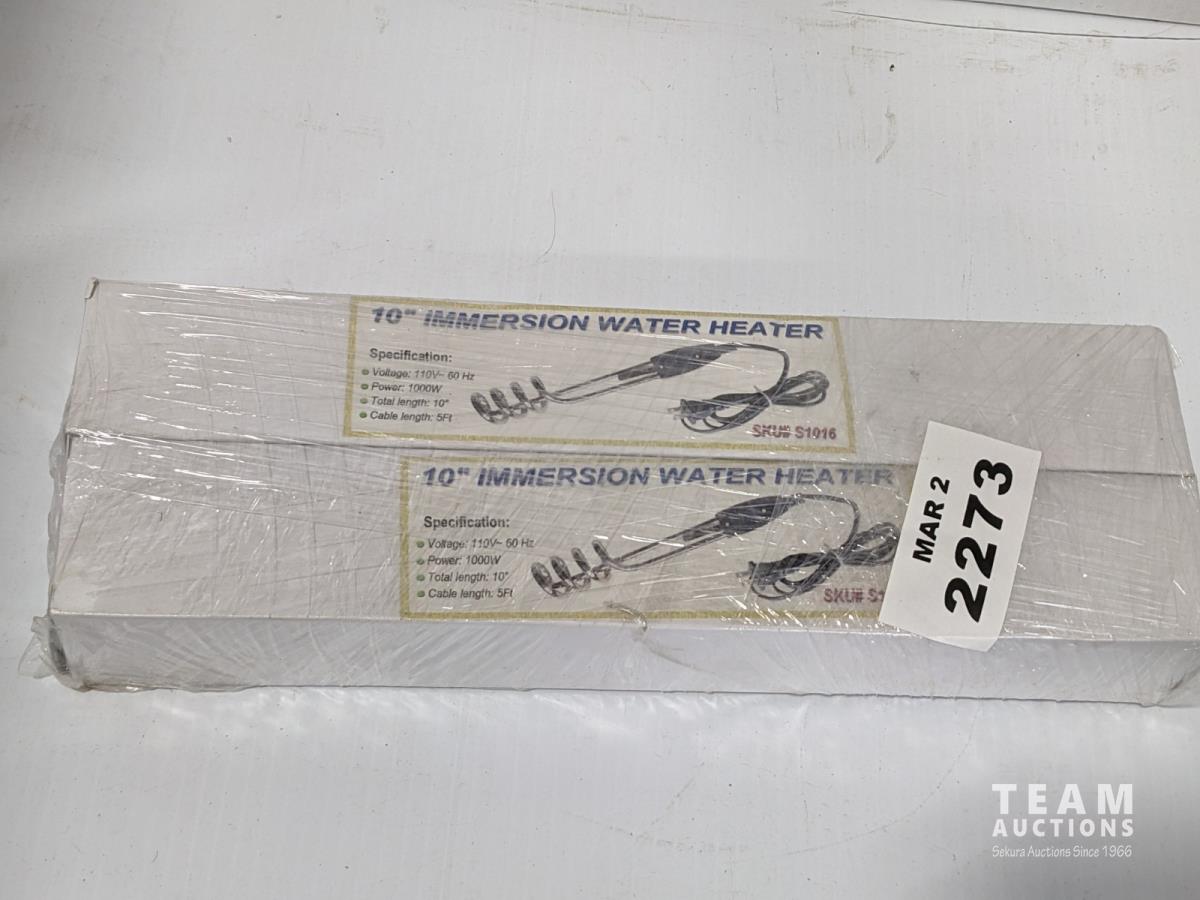 10" IMMERSION WATER HEATER
Specification:
Voltage: 110V~ 60 Hz
Power: 1000W
Total length: 10"
Cable length: 5Ft
SKU# S1016
10" IMMERSION WATER HEATER
Specification:
Voltage: 110V~ 60 Hz
Power: 1000W
Total length: 10"
Cable length: 5Ft
SKU# S1
MAR 2
2273
TEAM
AUCTIONS
Sekura Auctions Since 1966